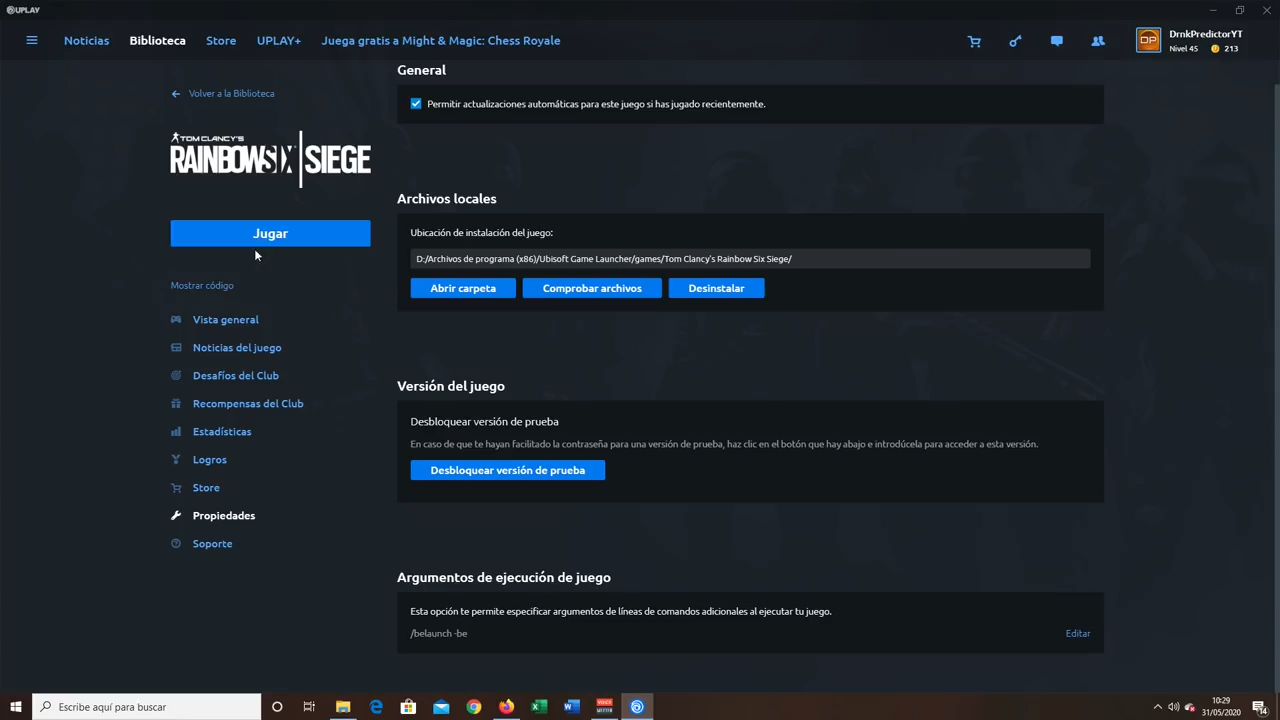 UPLAY
Noticias
Biblioteca
Store
UPLAY+
Juega gratis a Might & Magic: Chess Royale
DP
DrnkPredictorYT
Nivel 45
213
Volver a la Biblioteca
TOM CLANCY'S
RAINBOWSIX|SIEGE
Jugar
Mostrar código
Vista general
Noticias del juego
Desafíos del Club
Recompensas del Club
Estadísticas
Logros
Store
Propiedades
Soporte
General
Permitir actualizaciones automáticas para este juego si has jugado recientemente.
Archivos locales
Ubicación de instalación del juego:
D:/Archivos de programa (x86)/Ubisoft Game Launcher/games/Tom Clancy's Rainbow Six Siege/
Abrir carpeta
Comprobar archivos
Desinstalar
Versión del juego
Desbloquear versión de prueba
En caso de que te hayan facilitado la contraseña para una versión de prueba, haz clic en el botón que hay abajo e introdúcela para acceder a esta versión.
Desbloquear versión de prueba
Argumentos de ejecución de juego
Esta opción te permite especificar argumentos de líneas de comandos adicionales al ejecutar tu juego.
/belaunch -be
Editar
Escribe aquí para buscar
10:29
31/05/2020